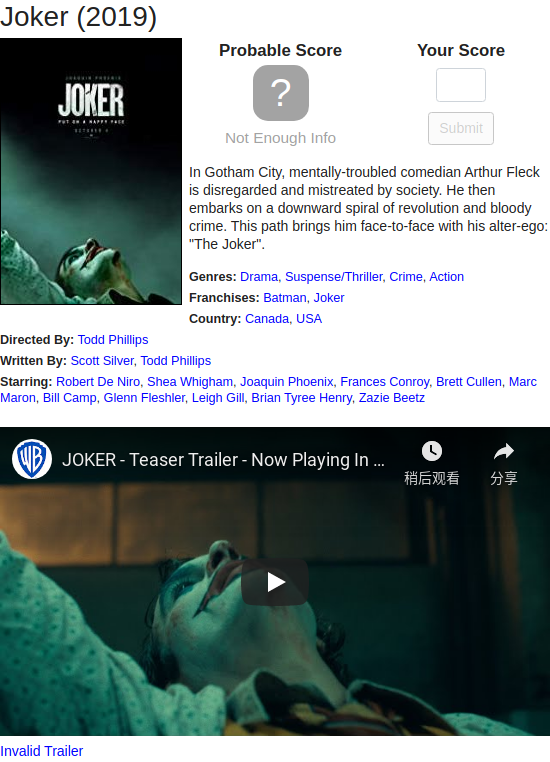 Joker (2019)
JOAQUIN PHOENIX
JOKER
PUT ON A HAPPY FACE
OCTOBER 4
Probable Score
?
Not Enough Info
Your Score
Submit
In Gotham City, mentally-troubled comedian Arthur Fleck
is disregarded and mistreated by society. He then
embarks on a downward spiral of revolution and bloody
crime. This path brings him face-to-face with his alter-ego:
"The Joker".
Genres: Drama, Suspense/Thriller, Crime, Action
Franchises: Batman, Joker
Country: Canada, USA
Directed By: Todd Phillips
Written By: Scott Silver, Todd Phillips
Starring: Robert De Niro, Shea Whigham, Joaquin Phoenix, Frances Conroy, Brett Cullen, Marc
Maron, Bill Camp, Glenn Fleshler, Leigh Gill, Brian Tyree Henry, Zazie Beetz
WB
JOKER - Teaser Trailer - Now Playing In ...
稍后观看
分享
Invalid Trailer